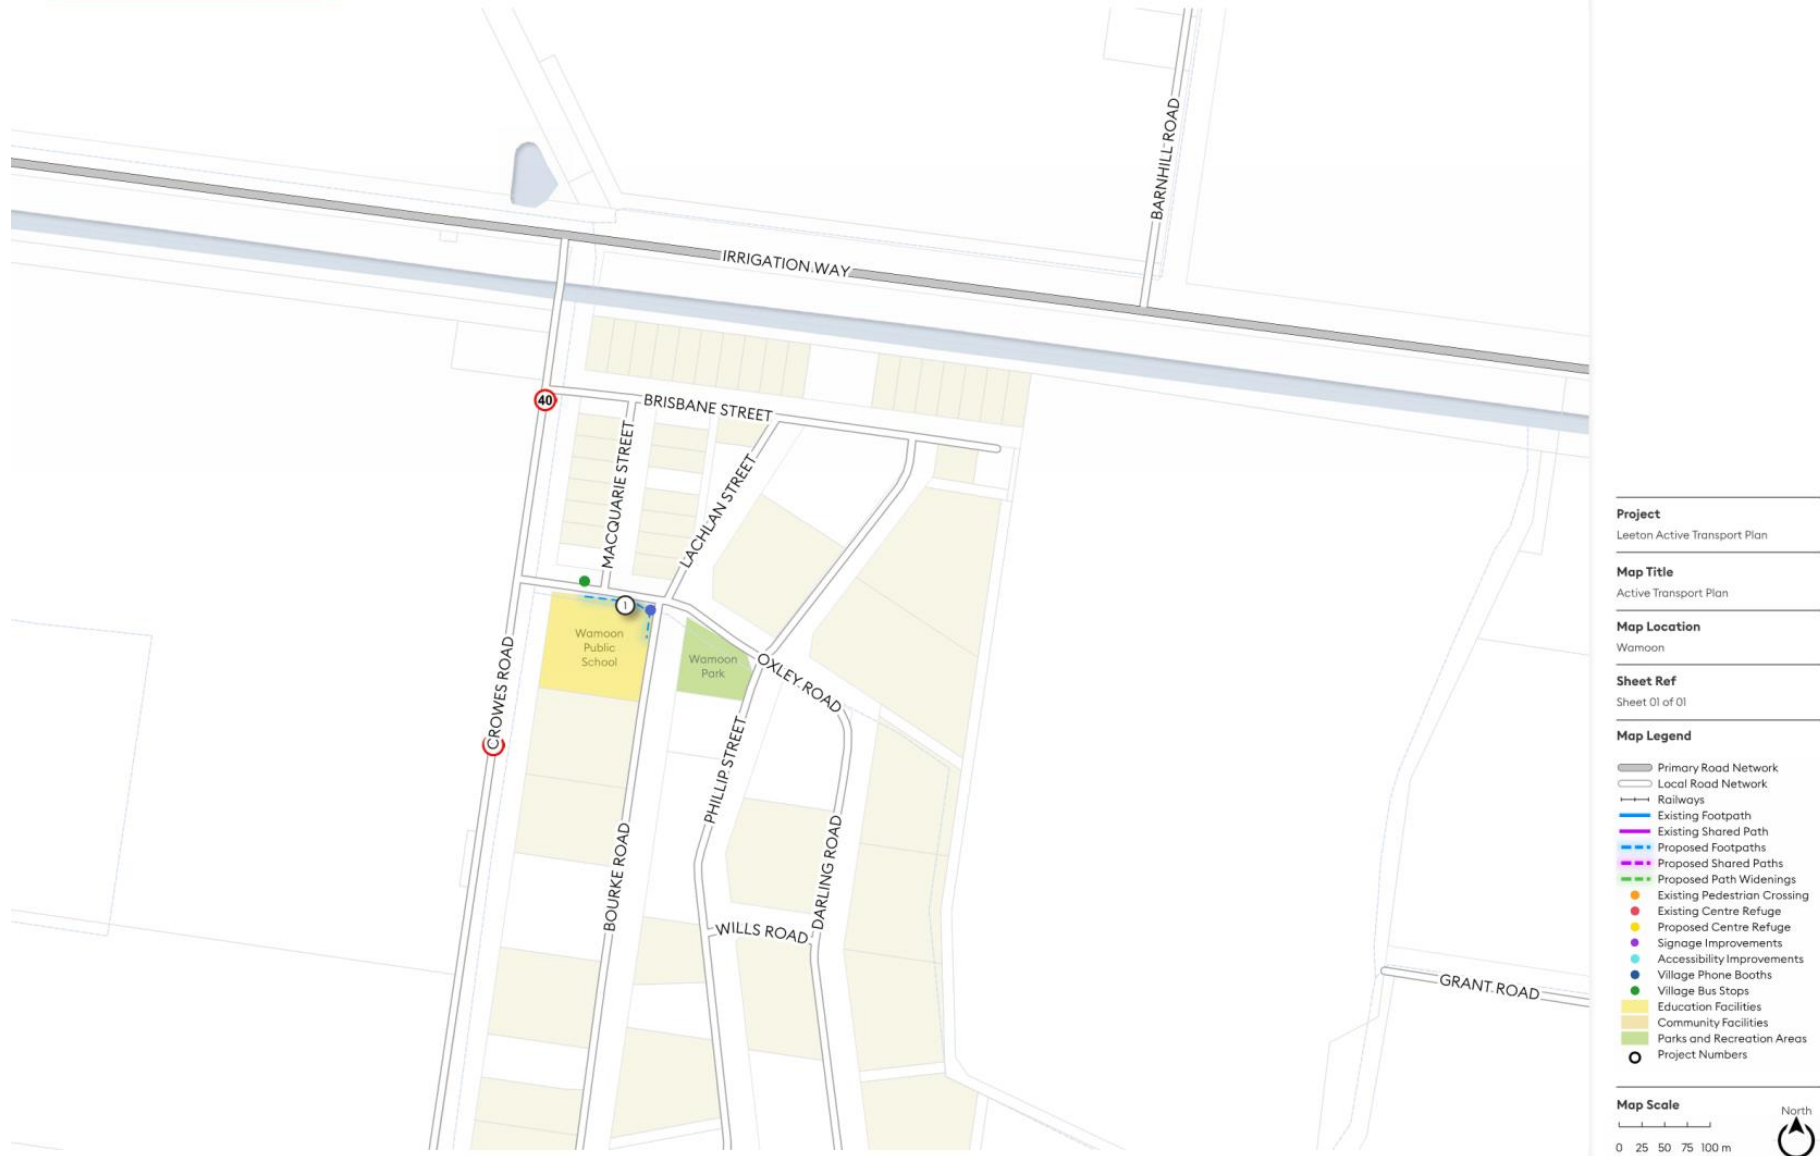 BARNHILL ROAD
IRRIGATION WAY
40
BRISBANE STREET
MACQUARIE STREET
LACHLAN STREET
1
Wamoon
Public
School
Wamoon
Park
OXLEY ROAD
CROWES ROAD
PHILLIP STREET
BOURKE ROAD
DARLING ROAD
WILLS ROAD
GRANT ROAD
Project
Leeton Active Transport Plan
Map Title
Active Transport Plan
Map Location
Wamoon
Sheet Ref
Sheet 01 of 01
Map Legend
Primary Road Network
Local Road Network
Railways
Existing Footpath
Existing Shared Path
Proposed Footpaths
Proposed Shared Paths
Proposed Path Widenings
Existing Pedestrian Crossing
Existing Centre Refuge
Proposed Centre Refuge
Signage Improvements
Accessibility Improvements
Village Phone Booths
Village Bus Stops
Education Facilities
Community Facilities
Parks and Recreation Areas
Project Numbers
Map Scale
North
0 25 50 75 100 m